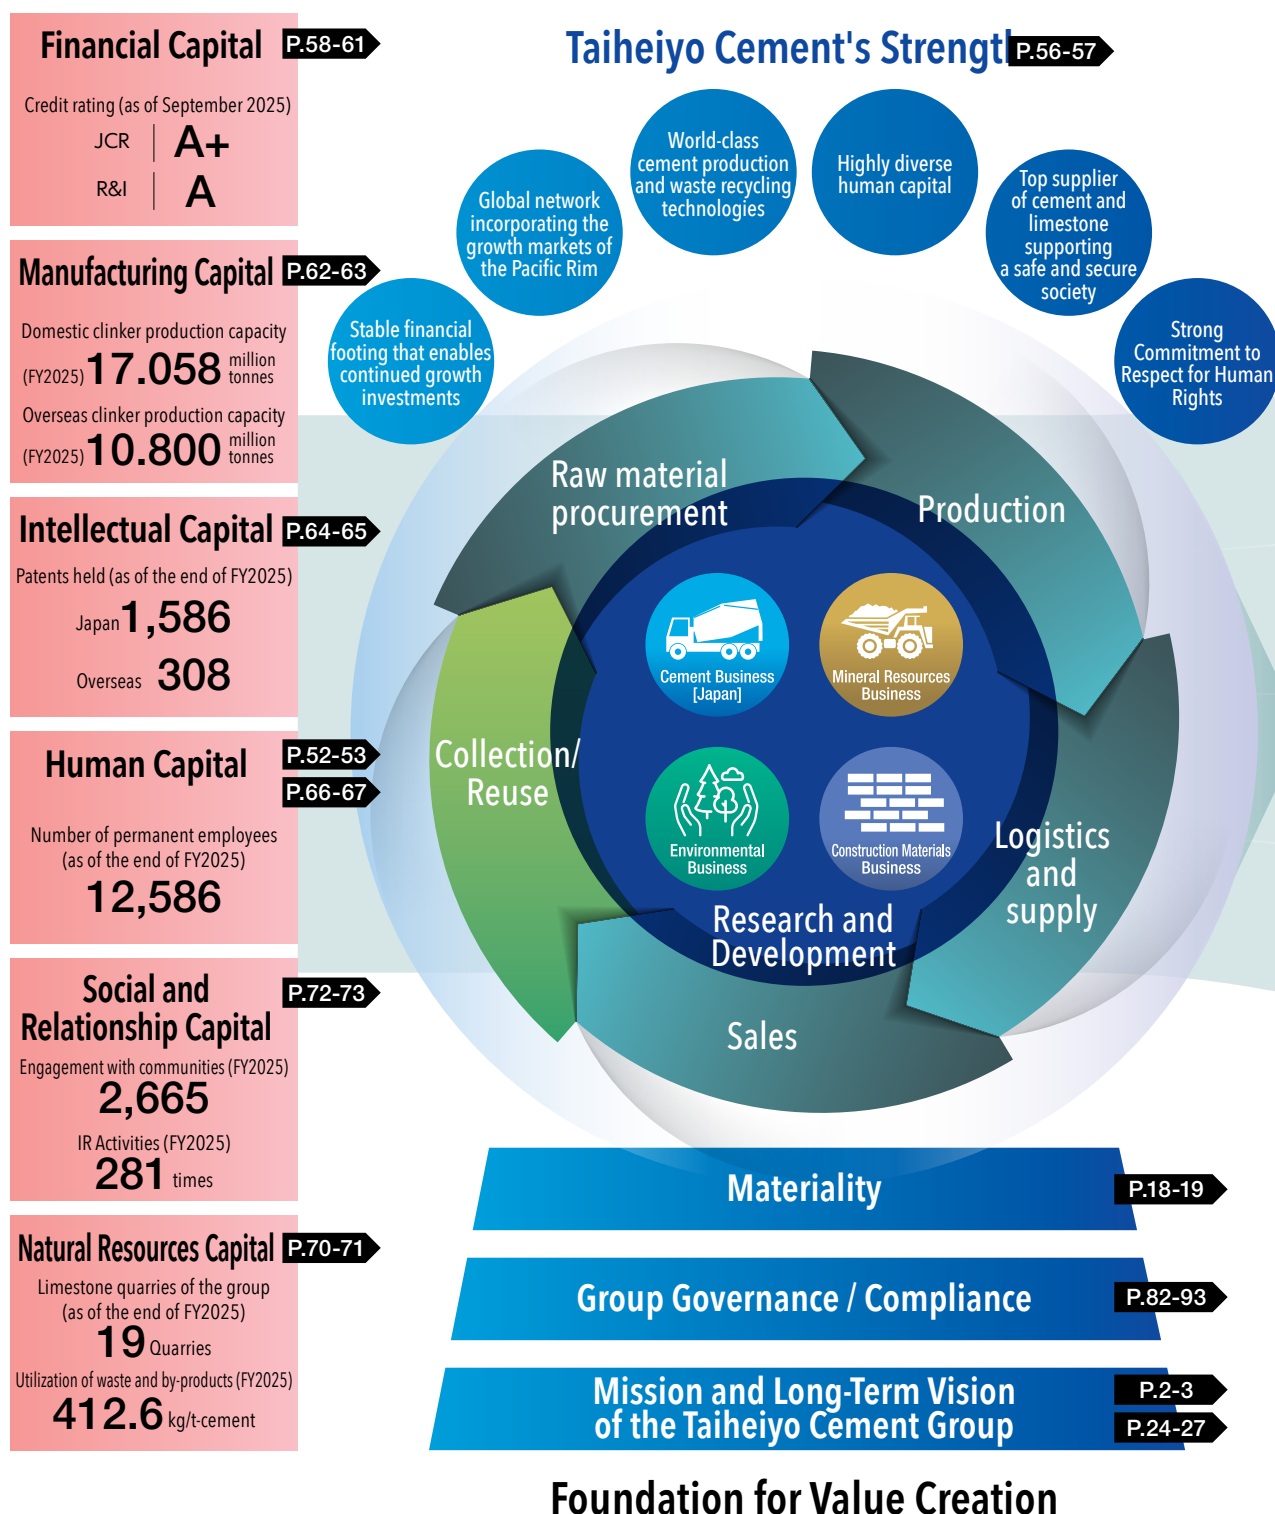 Financial Capital
P.58-61
Credit rating (as of September 2025)
JCR
A+
R&I
A
Manufacturing Capital
P.62-63
Domestic clinker production capacity
(FY2025) 17.058 million tonnes
Overseas clinker production capacity
(FY2025) 10.800 million tonnes
Intellectual Capital
P.64-65
Patents held (as of the end of FY2025)
Japan 1,586
Overseas 308
Human Capital
P.52-53
P.66-67
Number of permanent employees
(as of the end of FY2025)
12,586
Social and
Relationship Capital
P.72-73
Engagement with communities (FY2025)
2,665
IR Activities (FY2025)
281 times
Natural Resources Capital
P.70-71
Limestone quarries of the group
(as of the end of FY2025)
19 Quarries
Utilization of waste and by-products (FY2025)
412.6 kg/t-cement
Taiheiyo Cement's Strength
P.56-57
Stable financial
footing that enables
continued growth
investments
Global network
incorporating the
growth markets of
the Pacific Rim
World-class
cement production
and waste recycling
technologies
Highly diverse
human capital
Top supplier
of cement and
limestone
supporting
a safe and secure
society
Strong
Commitment to
Respect for Human
Rights
Raw material
procurement
Production
Logistics
and
supply
Sales
Collection/
Reuse
Cement Business
[Japan]
Mineral Resources
Business
Environmental
Business
Construction Materials
Business
Research and
Development
Materiality
P.18-19
Group Governance / Compliance
P.82-93
Mission and Long-Term Vision
of the Taiheiyo Cement Group
P.2-3
P.24-27
Foundation for Value Creation